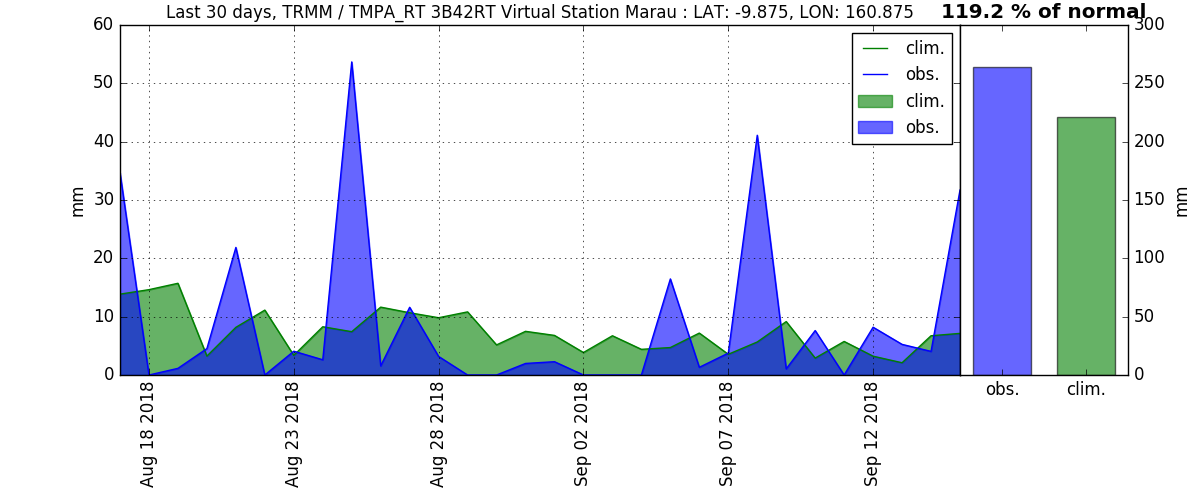 Last 30 days, TRMM / TMPA_RT 3B42RT Virtual Station Marau : LAT: -9.875, LON: 160.875
119.2 % of normal
60
50
40
30
20
10
0
mm
clim.
obs.
clim.
obs.
300
250
200
150
100
50
0
mm
obs.
clim.
Aug 18 2018
Aug 23 2018
Aug 28 2018
Sep 02 2018
Sep 07 2018
Sep 12 2018